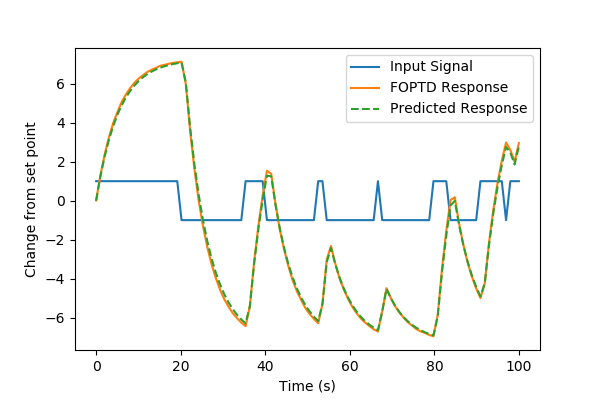 Input Signal
FOPTD Response
Predicted Response
Change from set point
6
4
2
0
−2
−4
−6
0 20 40 60 80 100
Time (s)